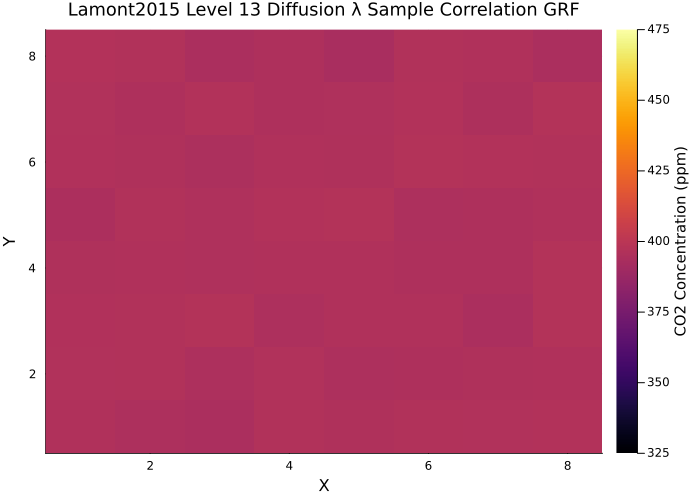 Lamont2015 Level 13 Diffusion λ Sample Correlation GRF
8
6
4
2
Y
2 4 6 8
X
475
450
425
400
375
350
325
CO2 Concentration (ppm)